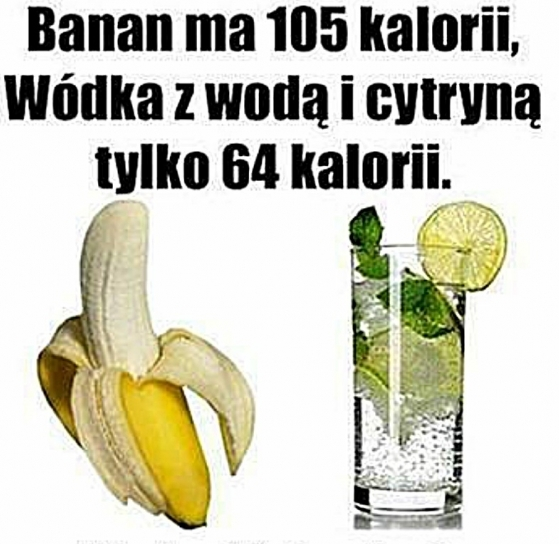 Banan ma 105 kalorii,
Wódka z wodą i cytryną
tylko 64 kalorii.